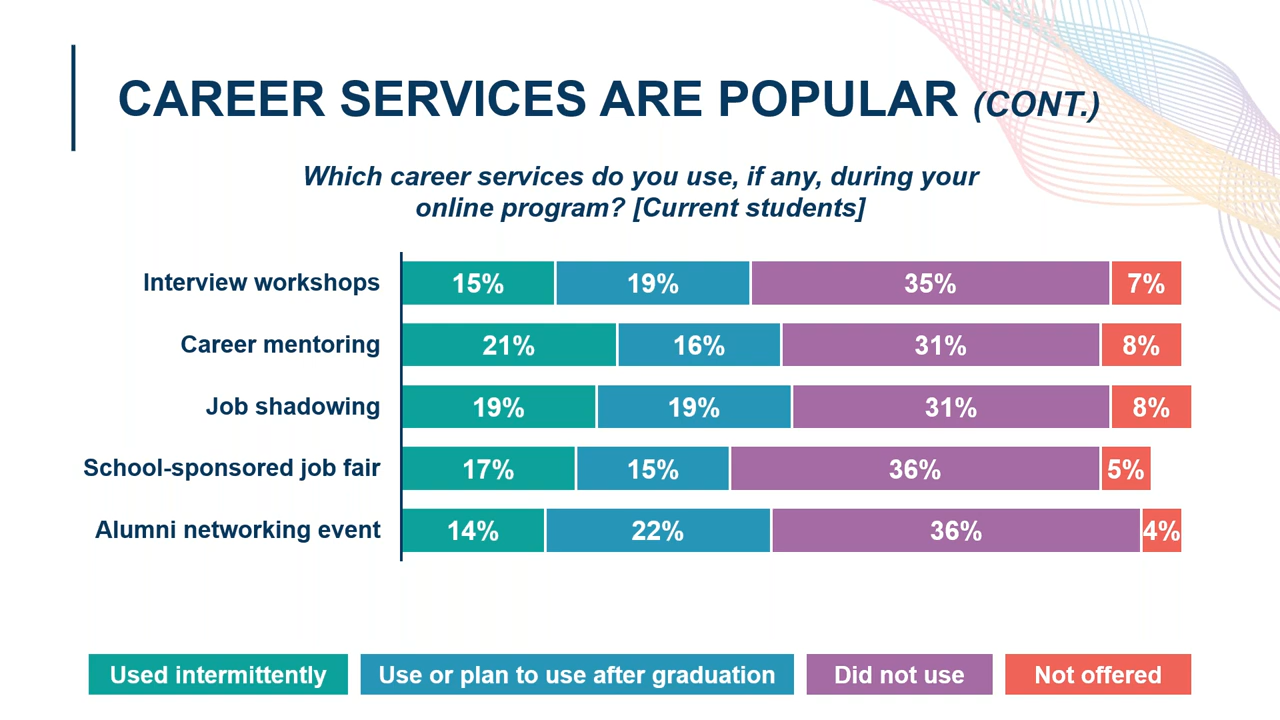 CAREER SERVICES ARE POPULAR (CONT.)
Which career services do you use, if any, during your
online program? [Current students]
Interview workshops 15% 19% 35% 7%
Career mentoring 21% 16% 31% 8%
Job shadowing 19% 19% 31% 8%
School-sponsored job fair 17% 15% 36% 5%
Alumni networking event 14% 22% 36% 4%
Used intermittently Use or plan to use after graduation Did not use Not offered